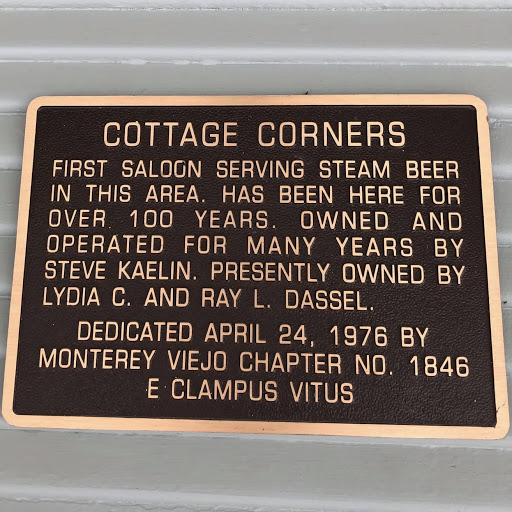 COTTAGE CORNERS
FIRST SALOON SERVING STEAM BEER
IN THIS AREA. HAS BEEN HERE FOR
OVER 100 YEARS. OWNED AND
OPERATED FOR MANY YEARS BY
STEVE KAELIN. PRESENTLY OWNED BY
LYDIA C. AND RAY L. DASSEL.
DEDICATED APRIL 24, 1976 BY
MONTEREY VIEJO CHAPTER NO. 1846
E CLAMPUS VITUS